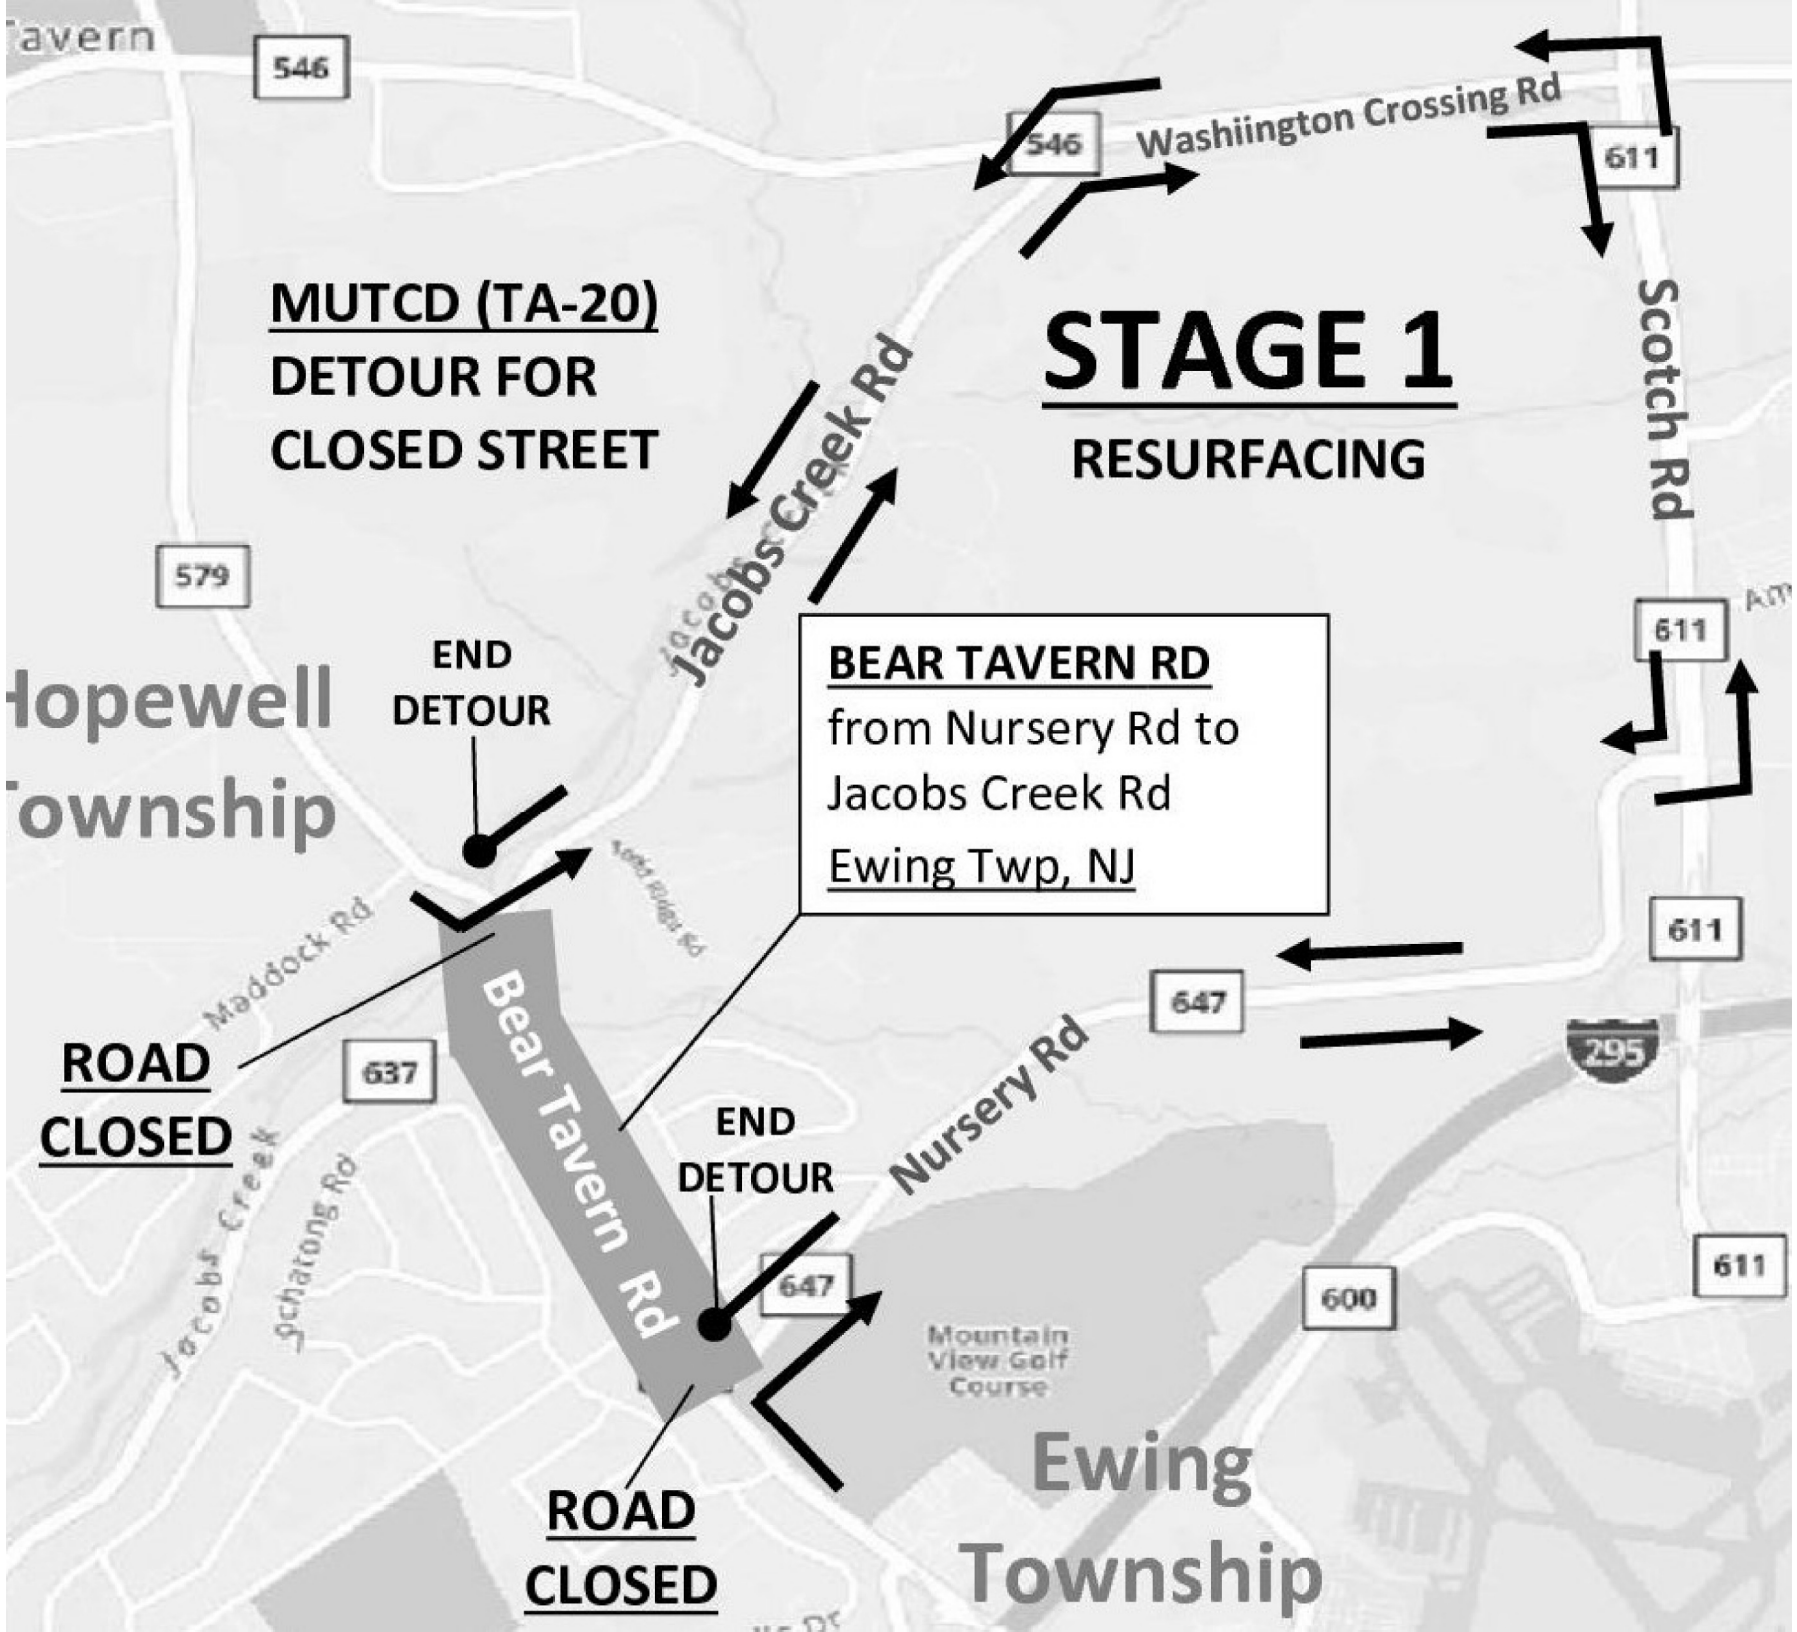 Tavern
546
546
Washiington Crossing Rd
611
MUTCD (TA-20)
DETOUR FOR
CLOSED STREET
STAGE 1
RESURFACING
Scotch Rd
Jacobs Creek Rd
Jacobs
579
611
END
DETOUR
Hopewell
Township
BEAR TAVERN RD
from Nursery Rd to
Jacobs Creek Rd
Ewing Twp, NJ
Maddock Rd
611
647
295
ROAD
CLOSED
637
Bear Tavern Rd
Nursery Rd
END
DETOUR
Jacobs Creek
647
600
611
Mountain
View Golf
Course
Ewing
Township
ROAD
CLOSED